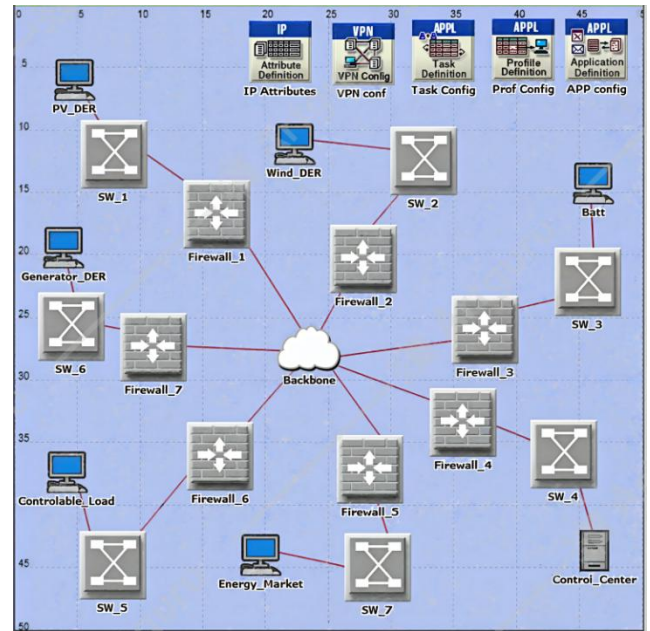 0 5 10 15 20 25 30 35 40 45 50
IP
Attribute
Definition
IP Attributes
VPN
VPN Config
VPN conf
APPL
Task
Definition
Task Config
APPL
Profile
Definition
Prof Config
APPL
Application
Definition
APP config
5
PV_DER
10
SW_1
Wind_DER
SW_2
15
Batt
20
Firewall_1
Generator_DER
Firewall_2
25
SW_3
SW_6
Firewall_7
Firewall_3
30
Backbone
35
Controlable_Load
Firewall_6
Firewall_5
Firewall_4
SW_4
45
Energy_Market
Control_Center
SW_5
SW_7
50